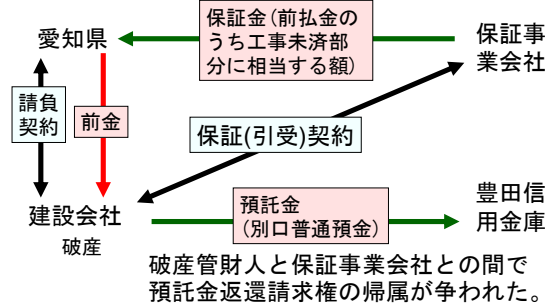 保証金(前払金の
うち工事未済部
分に相当する額)
愛知県
保証事
業会社
請負
契約
前金
保証(引受)契約
建設会社
破産
預託金
(別口普通預金)
豊田信
用金庫
破産管財人と保証事業会社との間で
預託金返還請求権の帰属が争われた。